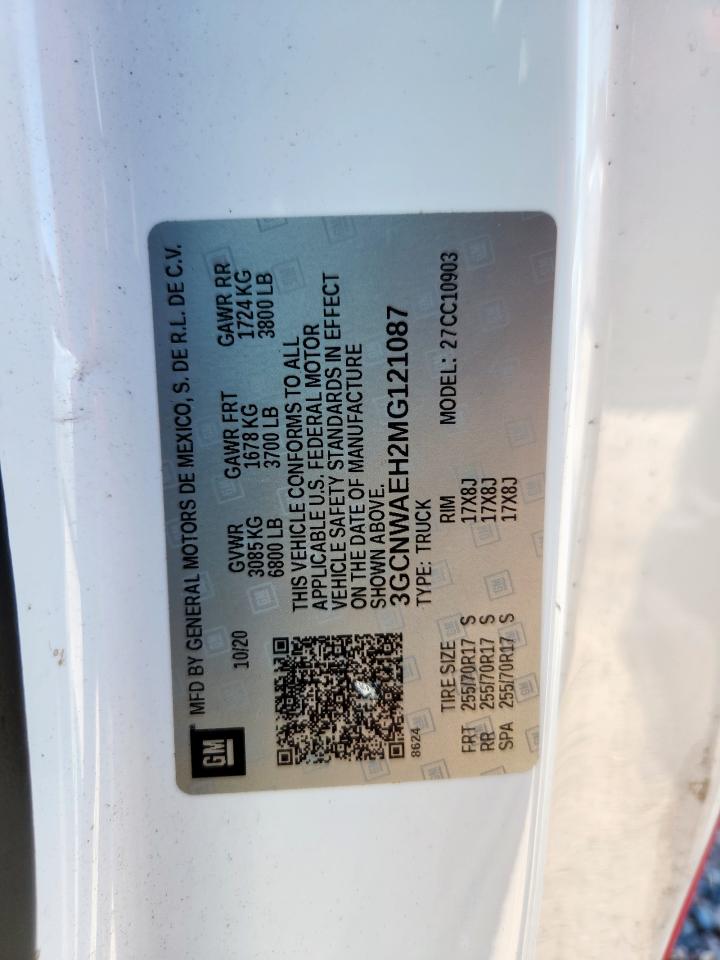 GM
MFD BY GENERAL MOTORS DE MEXICO, S. DE R.L. DE C.V.
10/20
GVWR GAWR FRT GAWR RR
3085 KG 1678 KG 1724 KG
6800 LB 3700 LB 3800 LB
THIS VEHICLE CONFORMS TO ALL
APPLICABLE U.S. FEDERAL MOTOR
VEHICLE SAFETY STANDARDS IN EFFECT
ON THE DATE OF MANUFACTURE
SHOWN ABOVE.
3GCNWAEH2MG121087
TYPE: TRUCK
8624
TIRE SIZE RIM MODEL: 27CC10903
FRT 255/70R17 S 17X8J
RR 255/70R17 S 17X8J
SPA 255/70R17 S 17X8J